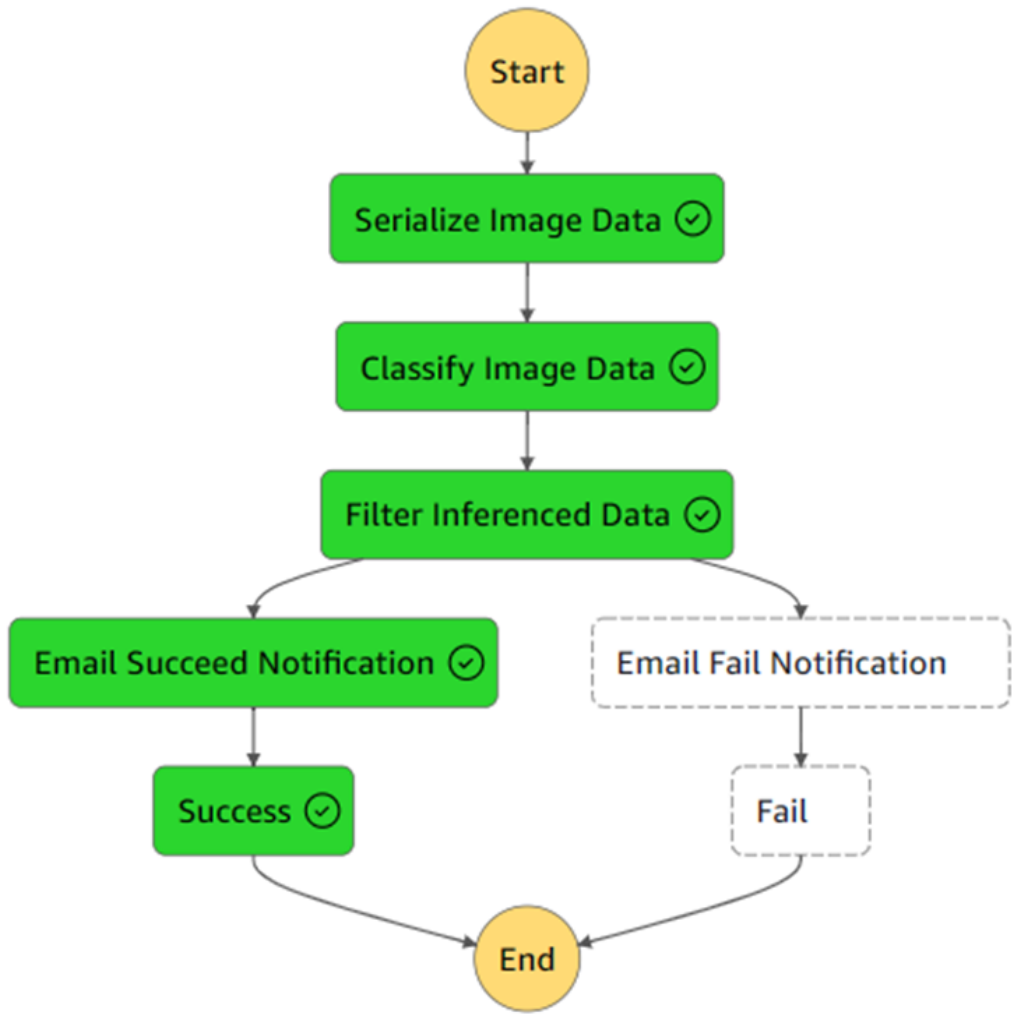 Start
Serialize Image Data
Classify Image Data
Filter Inferenced Data
Email Succeed Notification
Email Fail Notification
Success
Fail
End